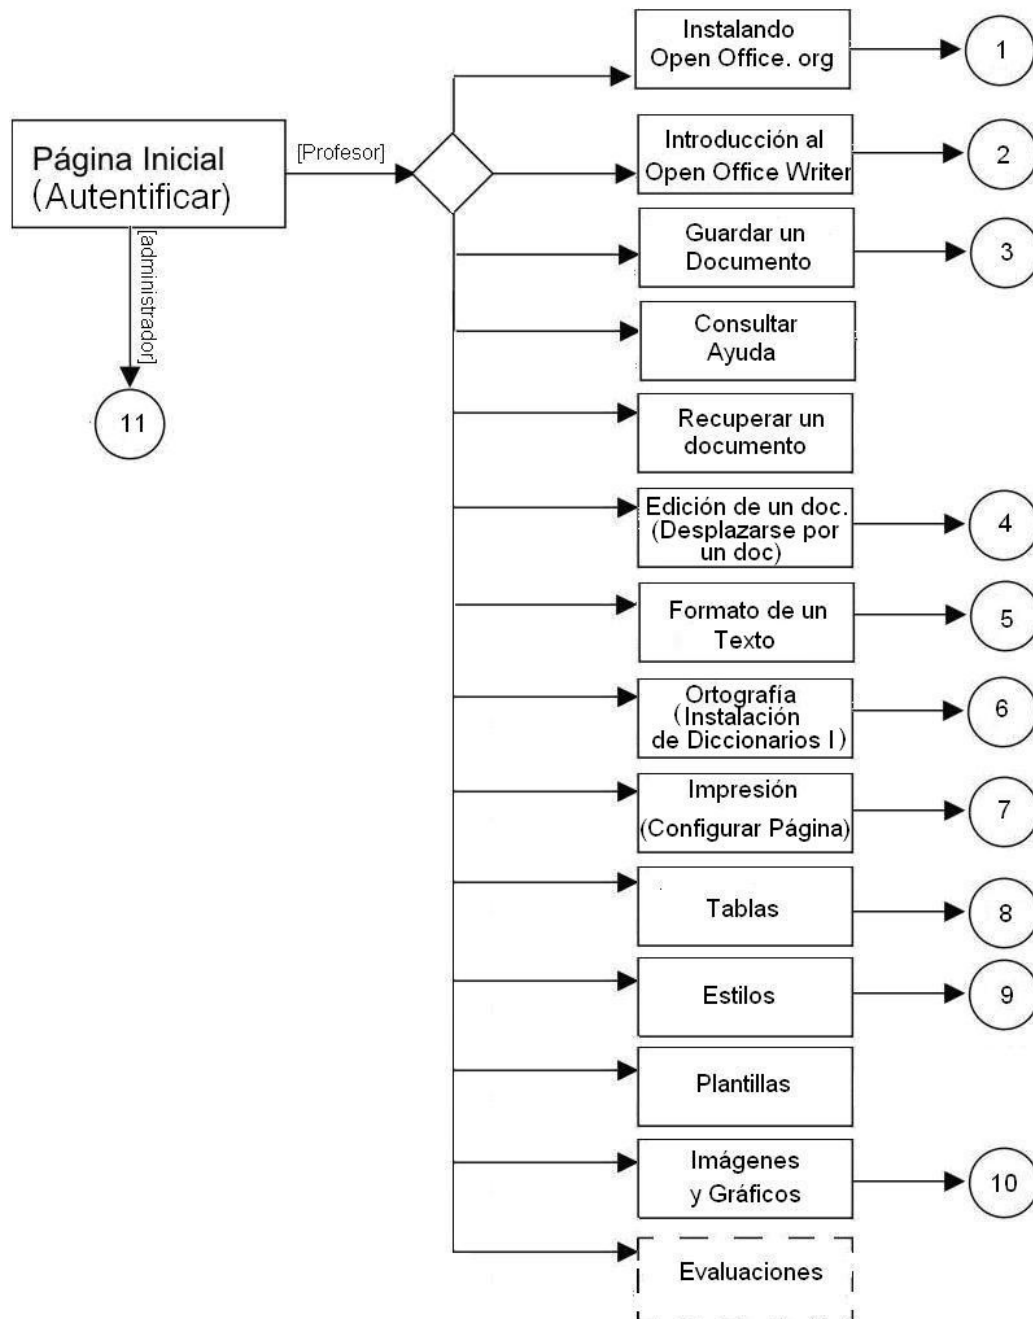 Instalando
Open Office. org
1
Página Inicial
(Autentificar)
[Profesor]
Introducción al
Open Office Writer
2
[administrador]
11
Guardar un
Documento
3
Consultar
Ayuda
Recuperar un
documento
Edición de un doc.
(Desplazarse por
un doc)
4
Formato de un
Texto
5
Ortografía
(Instalación
de Diccionarios I)
6
Impresión
(Configurar Página)
7
Tablas
8
Estilos
9
Plantillas
Imágenes
y Gráficos
10
Evaluaciones